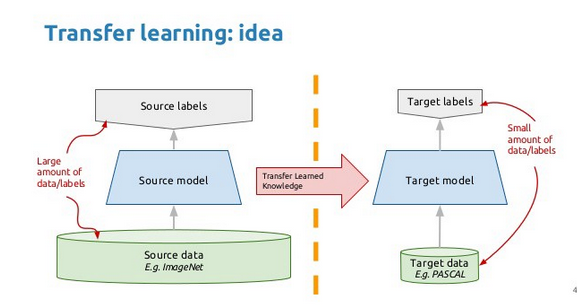 Transfer learning: idea
Source labels
Large
amount of
data/labels
Source model
Source data
E.g. ImageNet
Transfer Learned
Knowledge
Target labels
Small
amount of
data/labels
Target model
Target data
E.g. PASCAL
4